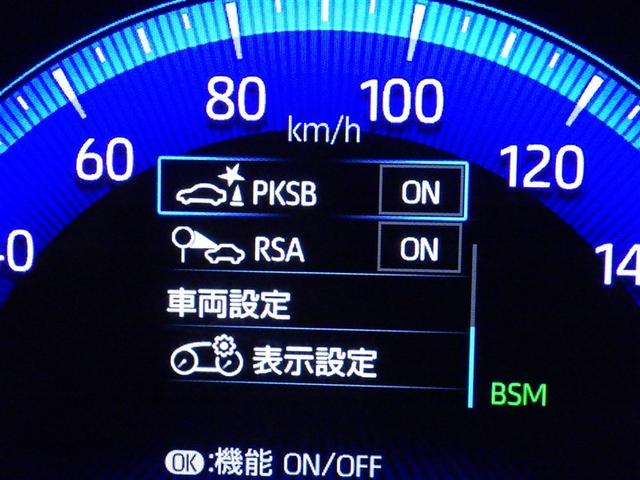 80 100
km/h
60 120
40 14
PKSB ON
RSA ON
車両設定
表示設定
BSM
OK:機能 ON/OFF